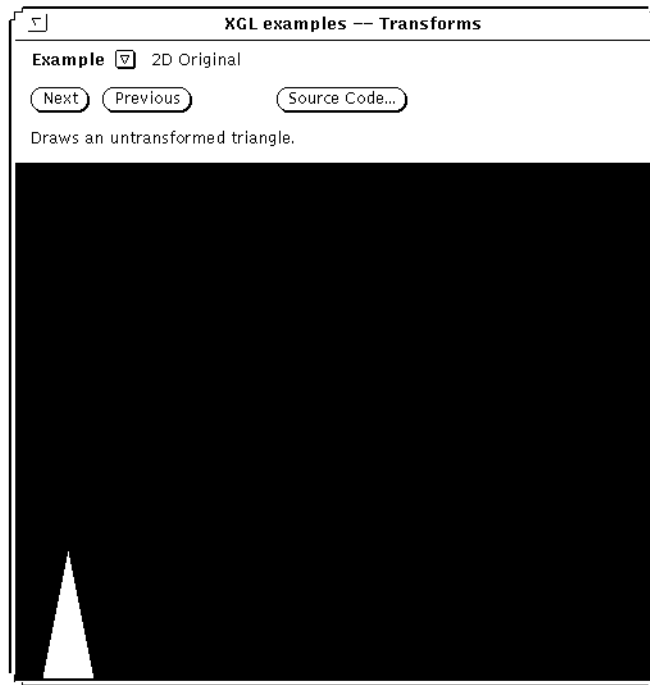 XGL examples — Transforms
Example 2D Original
Next Previous Source Code...
Draws an untransformed triangle.